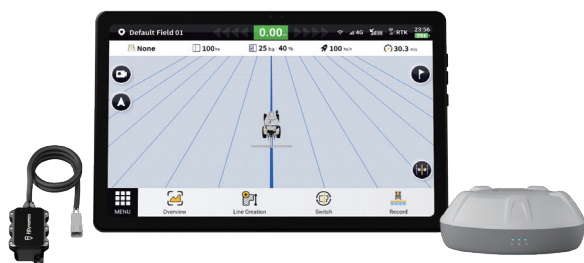 Default Field 01
0.00
4G
RTK
23:56
None
100
25 ha 40 %
100
30.3
MENU
Overview
Line Creation
Switch
Record